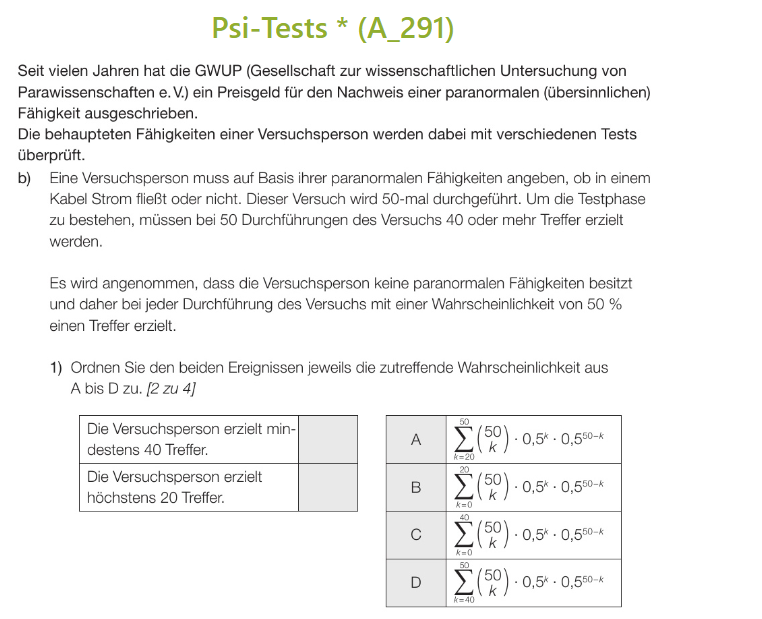 Psi-Tests * (A_291)
Seit vielen Jahren hat die GWUP (Gesellschaft zur wissenschaftlichen Untersuchung von
Parawissenschaften e. V.) ein Preisgeld für den Nachweis einer paranormalen (übersinnlichen)
Fähigkeit ausgeschrieben.
Die behaupteten Fähigkeiten einer Versuchsperson werden dabei mit verschiedenen Tests
überprüft.
b) Eine Versuchsperson muss auf Basis ihrer paranormalen Fähigkeiten angeben, ob in einem
Kabel Strom fließt oder nicht. Dieser Versuch wird 50-mal durchgeführt. Um die Testphase
zu bestehen, müssen bei 50 Durchführungen des Versuchs 40 oder mehr Treffer erzielt
werden.
Es wird angenommen, dass die Versuchsperson keine paranormalen Fähigkeiten besitzt
und daher bei jeder Durchführung des Versuchs mit einer Wahrscheinlichkeit von 50 %
einen Treffer erzielt.
1) Ordnen Sie den beiden Ereignissen jeweils die zutreffende Wahrscheinlichkeit aus
A bis D zu. [2 zu 4]
Die Versuchsperson erzielt min-
destens 40 Treffer.
Die Versuchsperson erzielt
höchstens 20 Treffer.
A $\sum_{k=20}^{50} \binom{50}{k} \cdot 0,5^k \cdot 0,5^{50-k}$
B $\sum_{k=0}^{20} \binom{50}{k} \cdot 0,5^k \cdot 0,5^{50-k}$
C $\sum_{k=0}^{40} \binom{50}{k} \cdot 0,5^k \cdot 0,5^{50-k}$
D $\sum_{k=40}^{50} \binom{50}{k} \cdot 0,5^k \cdot 0,5^{50-k}$